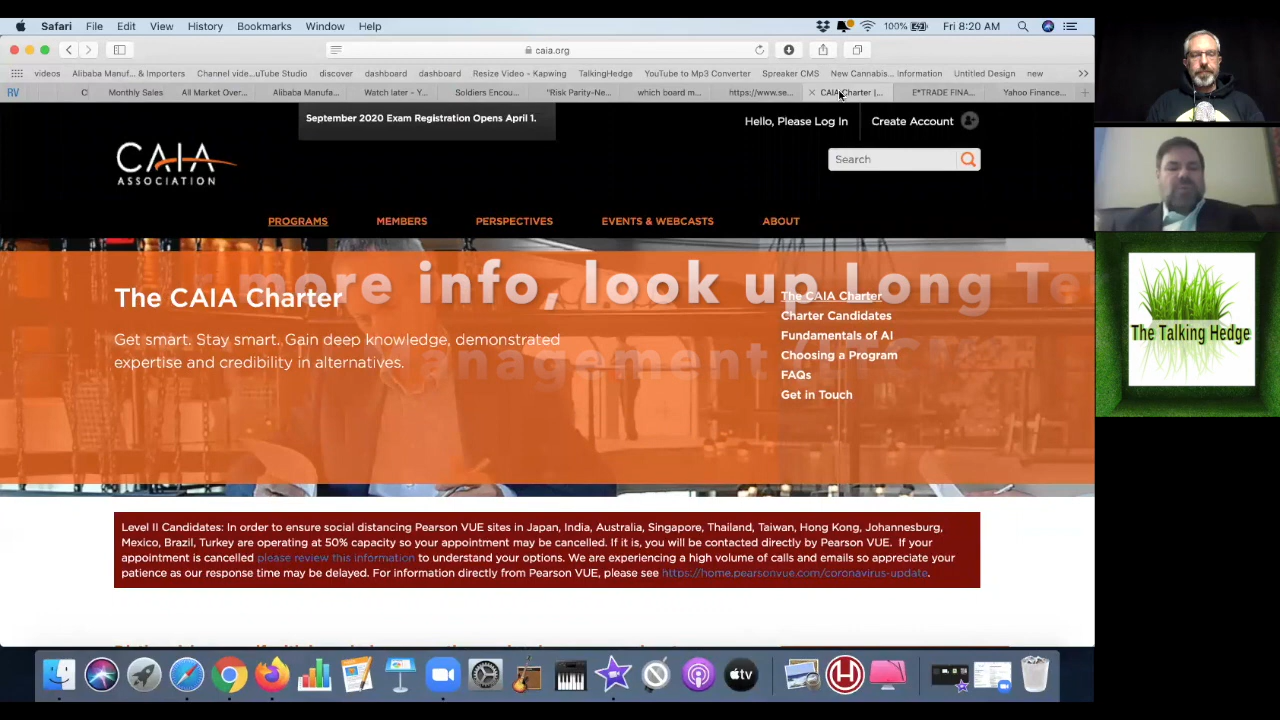 Safari File Edit View History Bookmarks Window Help 100% Fri 8:20 AM
caia.org
videos Alibaba Manuf... & Importers Channel vide...uTube Studio discover dashboard dashboard Resize Video - Kapwing TalkingHedge YouTube to Mp3 Converter Spreaker CMS New Cannabis... Information Untitled Design new
RV Monthly Sales All Market Over... Alibaba Manufa... Watch later - Y... Soldiers Encou... "Risk Parity-Ne... which board m... https://www.se... CAIA Charter |... E*TRADE FINA... Yahoo Finance...
September 2020 Exam Registration Opens April 1.
Hello, Please Log In Create Account
CAIA
ASSOCIATION
Search
PROGRAMS MEMBERS PERSPECTIVES EVENTS & WEBCASTS ABOUT
r more info, look up Long Te
anagement
The CAIA Charter
Get smart. Stay smart. Gain deep knowledge, demonstrated
expertise and credibility in alternatives.
The CAIA Charter
Charter Candidates
Fundamentals of AI
Choosing a Program
FAQs
Get in Touch
Level II Candidates: In order to ensure social distancing Pearson VUE sites in Japan, India, Australia, Singapore, Thailand, Taiwan, Hong Kong, Johannesburg,
Mexico, Brazil, Turkey are operating at 50% capacity so your appointment may be cancelled. If it is, you will be contacted directly by Pearson VUE. If your
appointment is cancelled please review this information to understand your options. We are experiencing a high volume of calls and emails so appreciate your
patience as our response time may be delayed. For information directly from Pearson VUE, please see https://home.pearsonvue.com/coronavirus-update.
tv
The Talking Hedge